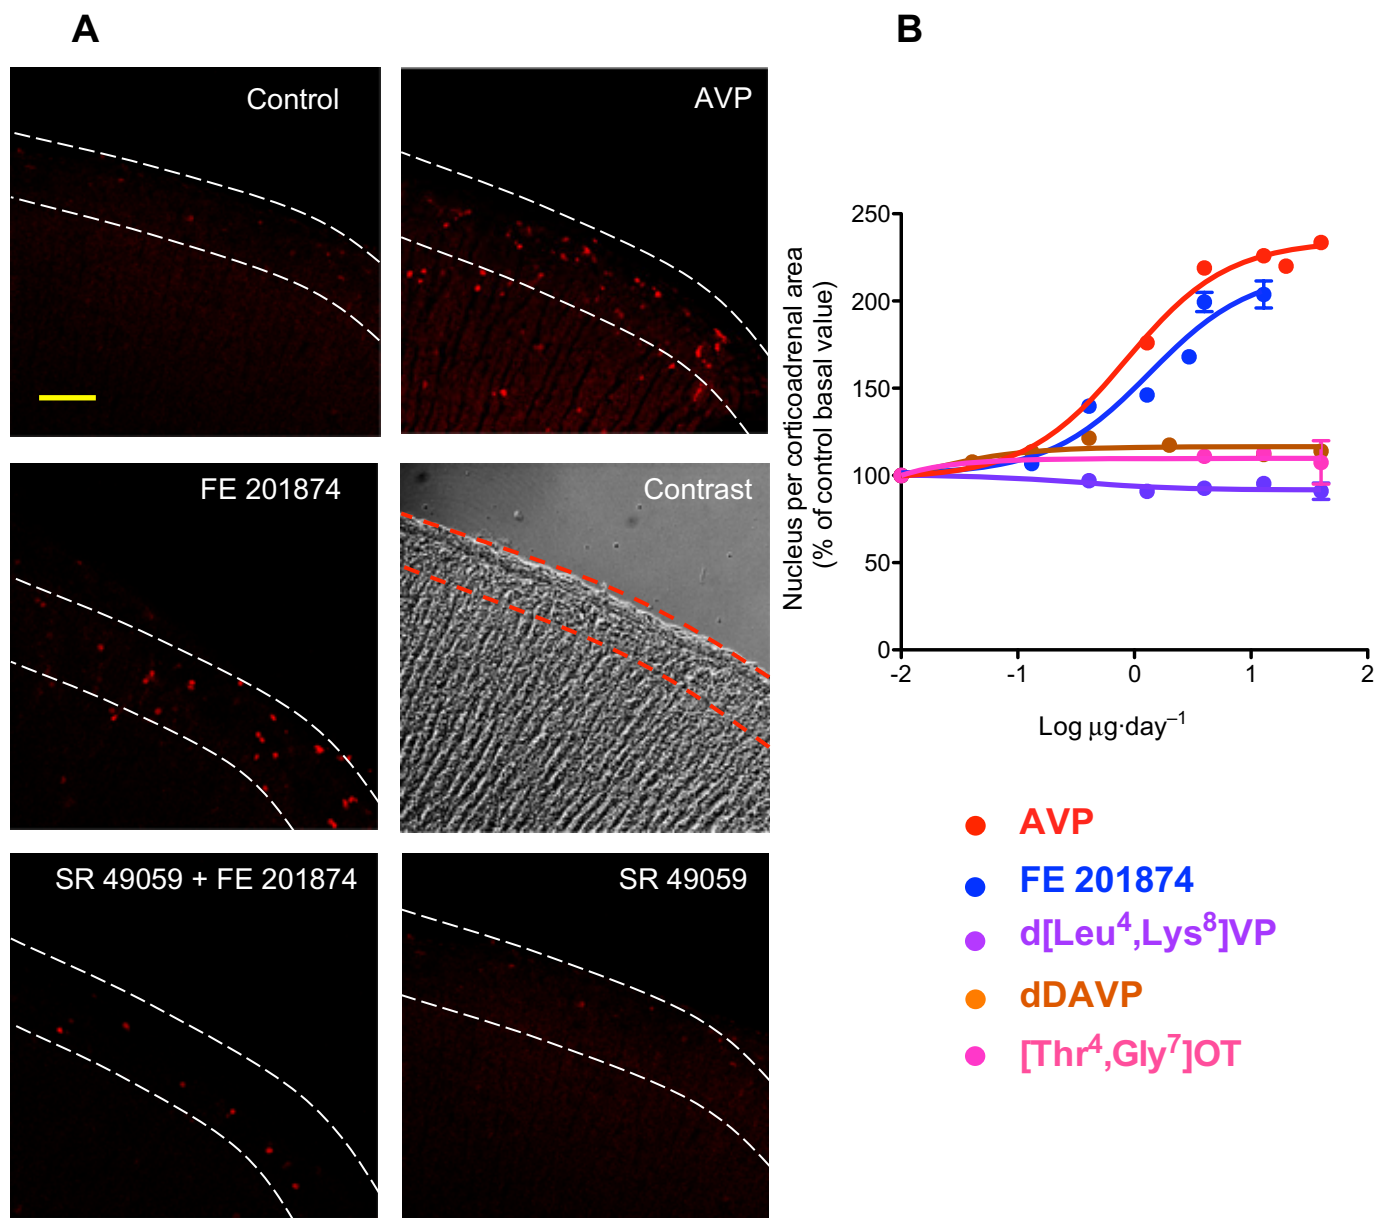 A
B
Control
AVP
FE 201874
Contrast
SR 49059 + FE 201874
SR 49059
Nucleus per corticoadrenal area
(% of control basal value)
250
200
150
100
50
0
-2
-1
0
1
2
Log μg·day⁻¹
AVP
FE 201874
d[Leu⁴,Lys⁸]VP
dDAVP
[Thr⁴,Gly⁷]OT